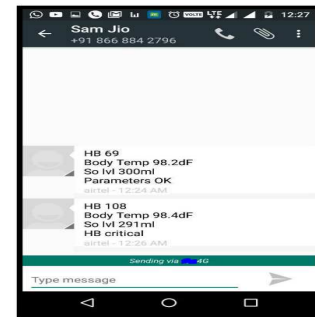 VOLTE LTE 12:27
Sam Jio
+91 866 884 2796
HB 69
Body Temp 98.2dF
So lvl 300ml
Parameters OK
airtel - 12:24 AM
HB 108
Body Temp 98.4dF
So lvl 291ml
HB critical
airtel - 12:26 AM
Sending via 4G
Type message